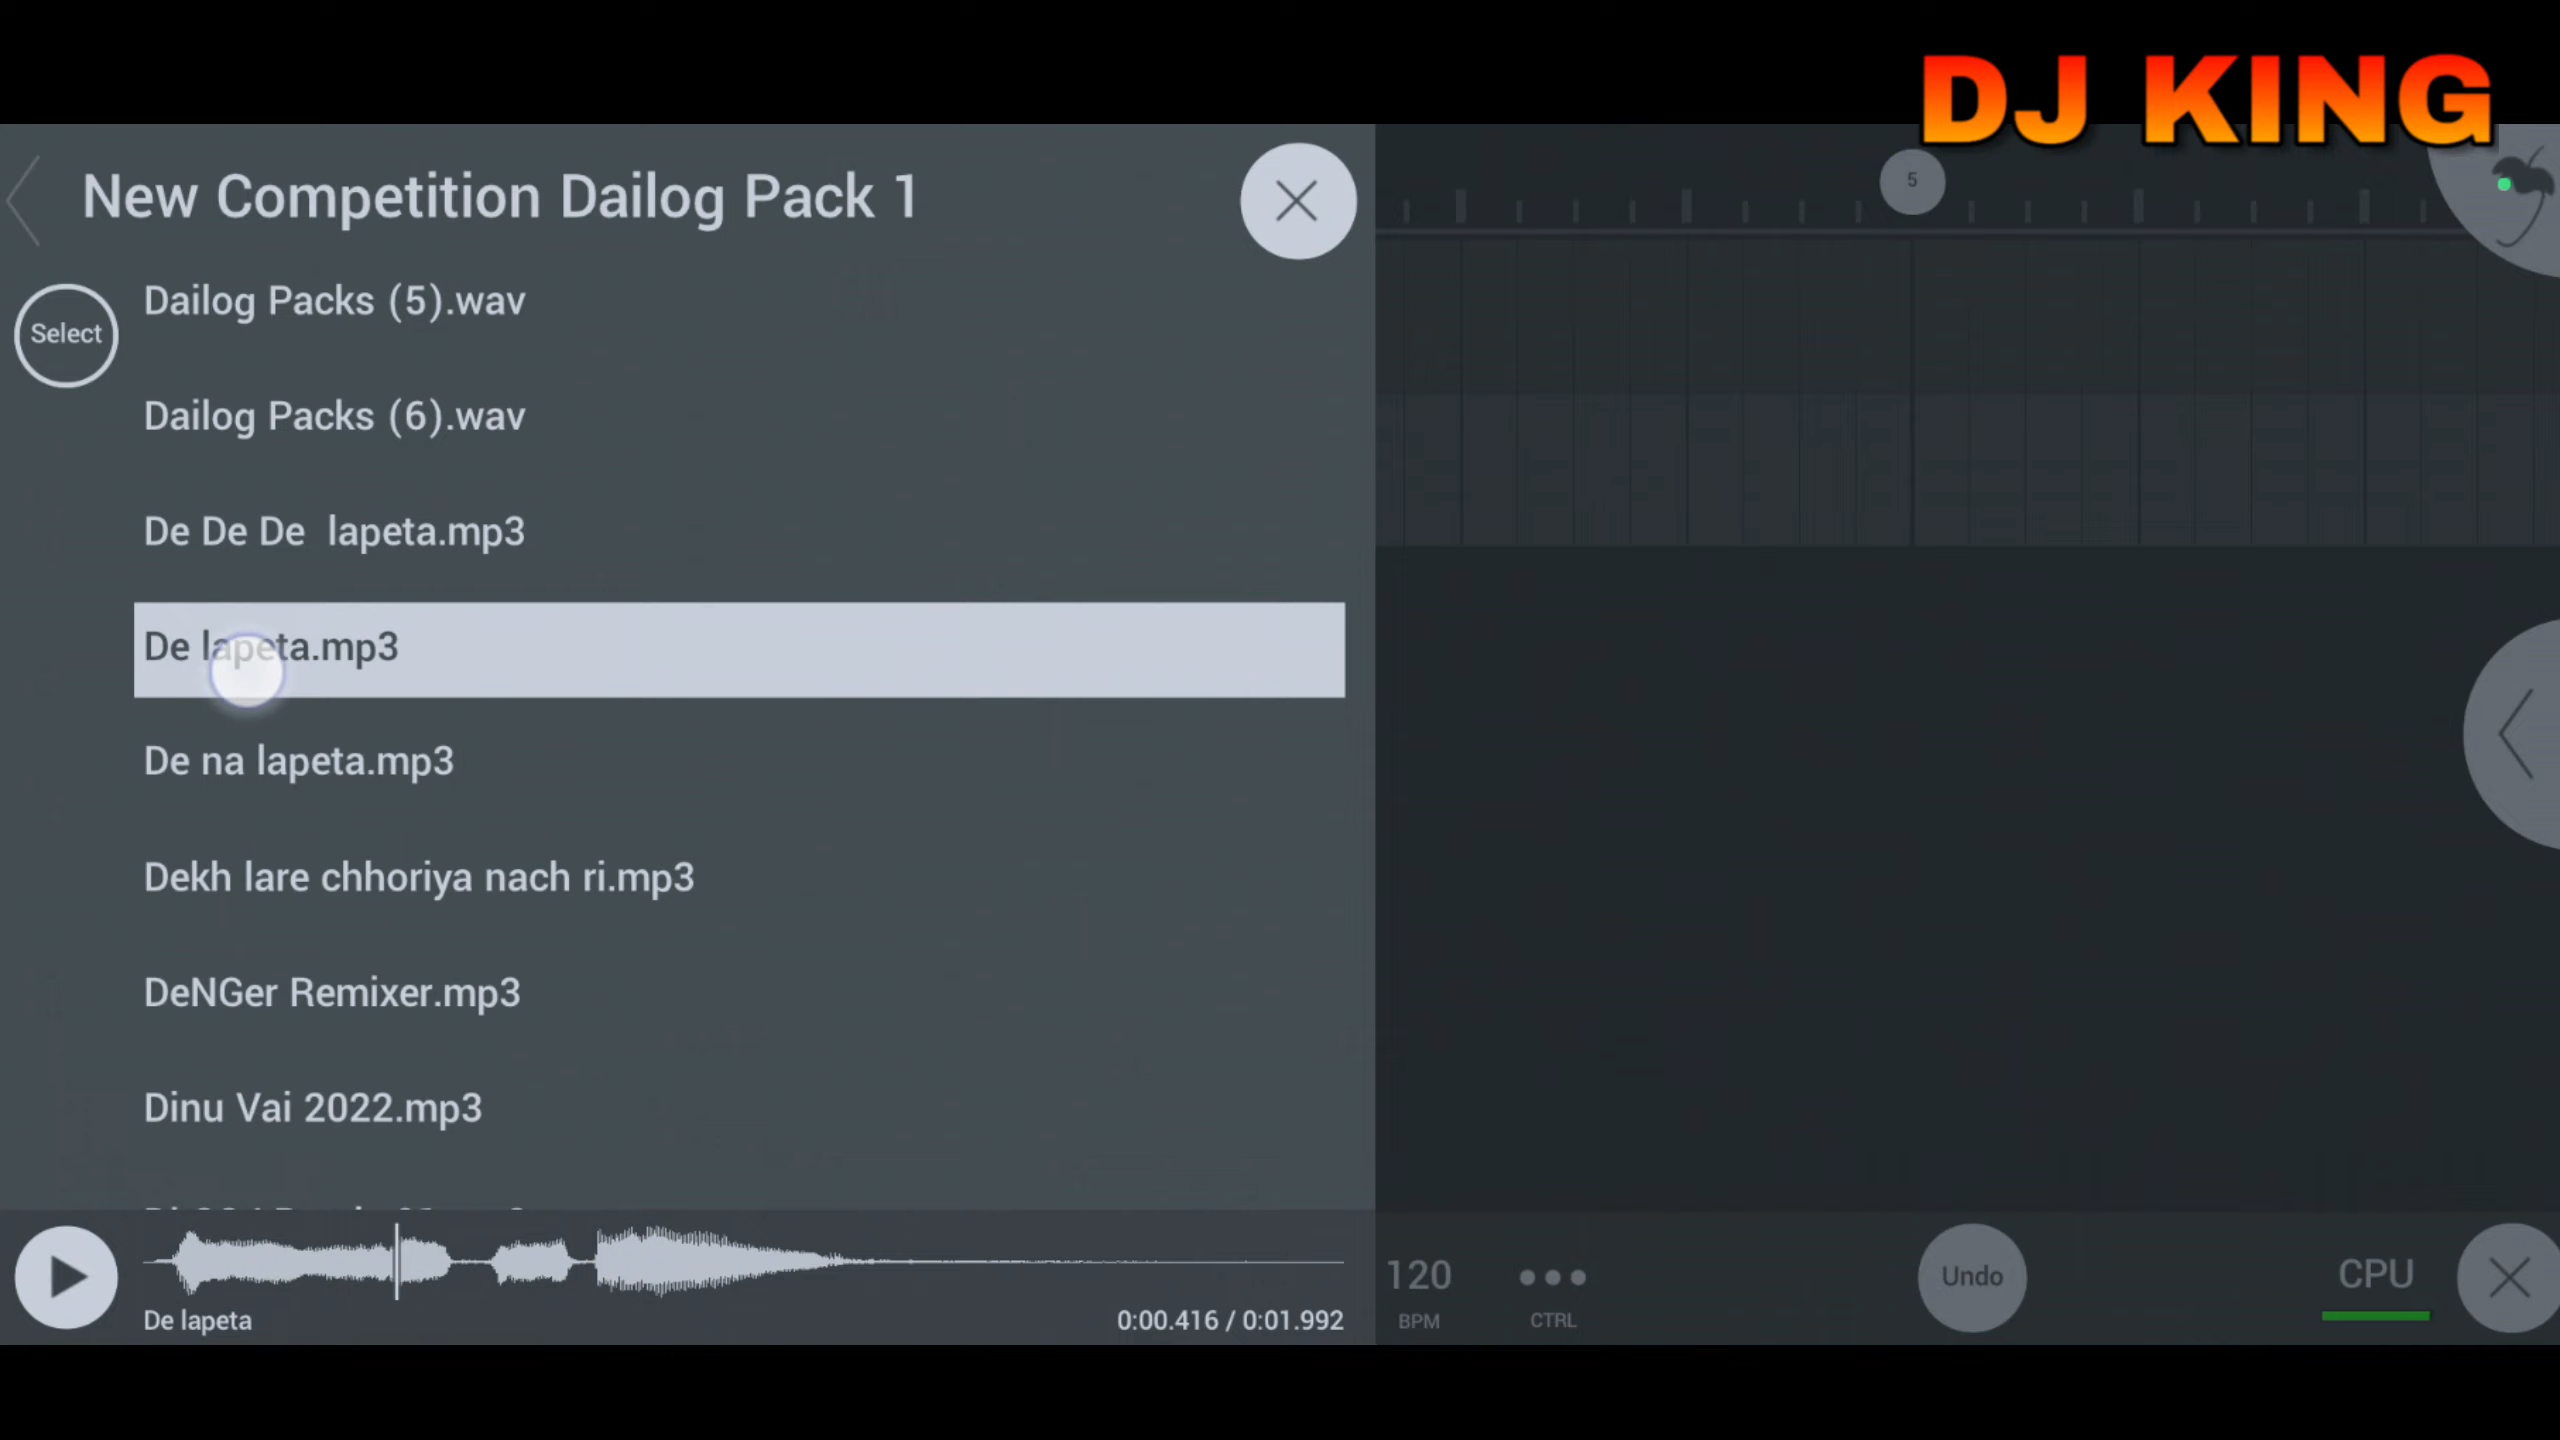 DJ KING
New Competition Dailog Pack 1
5
Select
Dailog Packs (5).wav
Dailog Packs (6).wav
De De De  lapeta.mp3
De lapeta.mp3
De na lapeta.mp3
Dekh lare chhoriya nach ri.mp3
DeNGer Remixer.mp3
Dinu Vai 2022.mp3
De lapeta
0:00.416 / 0:01.992
120
BPM
CTRL
Undo
CPU